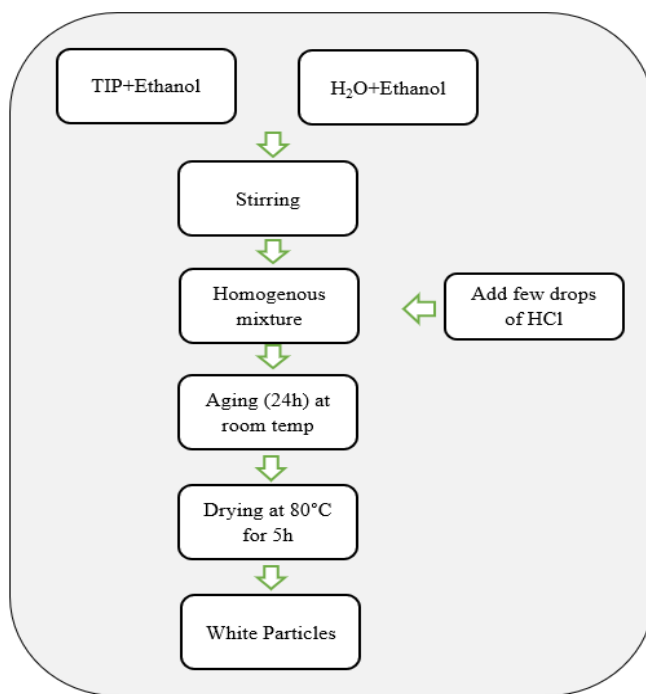 TIP+Ethanol
H₂O+Ethanol
Stirring
Homogenous
mixture
Add few drops
of HCl
Aging (24h) at
room temp
Drying at 80°C
for 5h
White Particles